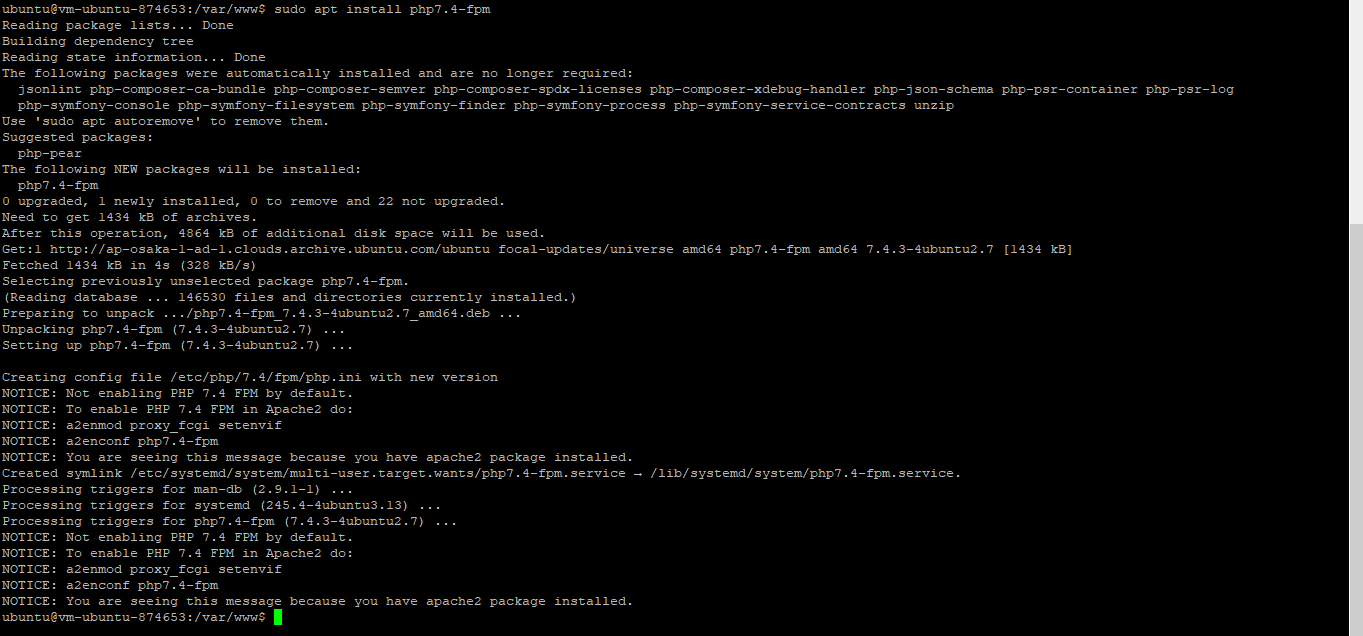 ubuntu@vm-ubuntu-874653:/var/www$ sudo apt install php7.4-fpm
Reading package lists... Done
Building dependency tree
Reading state information... Done
The following packages were automatically installed and are no longer required:
  jsonlint php-composer-ca-bundle php-composer-semver php-composer-spdx-licenses php-composer-xdebug-handler php-json-schema php-psr-container php-psr-log
  php-symfony-console php-symfony-filesystem php-symfony-finder php-symfony-process php-symfony-service-contracts unzip
Use 'sudo apt autoremove' to remove them.
Suggested packages:
  php-pear
The following NEW packages will be installed:
  php7.4-fpm
0 upgraded, 1 newly installed, 0 to remove and 22 not upgraded.
Need to get 1434 kB of archives.
After this operation, 4864 kB of additional disk space will be used.
Get:1 http://ap-osaka-1-ad-1.clouds.archive.ubuntu.com/ubuntu focal-updates/universe amd64 php7.4-fpm amd64 7.4.3-4ubuntu2.7 [1434 kB]
Fetched 1434 kB in 4s (328 kB/s)
Selecting previously unselected package php7.4-fpm.
(Reading database ... 146530 files and directories currently installed.)
Preparing to unpack .../php7.4-fpm_7.4.3-4ubuntu2.7_amd64.deb ...
Unpacking php7.4-fpm (7.4.3-4ubuntu2.7) ...
Setting up php7.4-fpm (7.4.3-4ubuntu2.7) ...

Creating config file /etc/php/7.4/fpm/php.ini with new version
NOTICE: Not enabling PHP 7.4 FPM by default.
NOTICE: To enable PHP 7.4 FPM in Apache2 do:
NOTICE: a2enmod proxy_fcgi setenvif
NOTICE: a2enconf php7.4-fpm
NOTICE: You are seeing this message because you have apache2 package installed.
Created symlink /etc/systemd/system/multi-user.target.wants/php7.4-fpm.service → /lib/systemd/system/php7.4-fpm.service.
Processing triggers for man-db (2.9.1-1) ...
Processing triggers for systemd (245.4-4ubuntu3.13) ...
Processing triggers for php7.4-fpm (7.4.3-4ubuntu2.7) ...
NOTICE: Not enabling PHP 7.4 FPM by default.
NOTICE: To enable PHP 7.4 FPM in Apache2 do:
NOTICE: a2enmod proxy_fcgi setenvif
NOTICE: a2enconf php7.4-fpm
NOTICE: You are seeing this message because you have apache2 package installed.
ubuntu@vm-ubuntu-874653:/var/www$